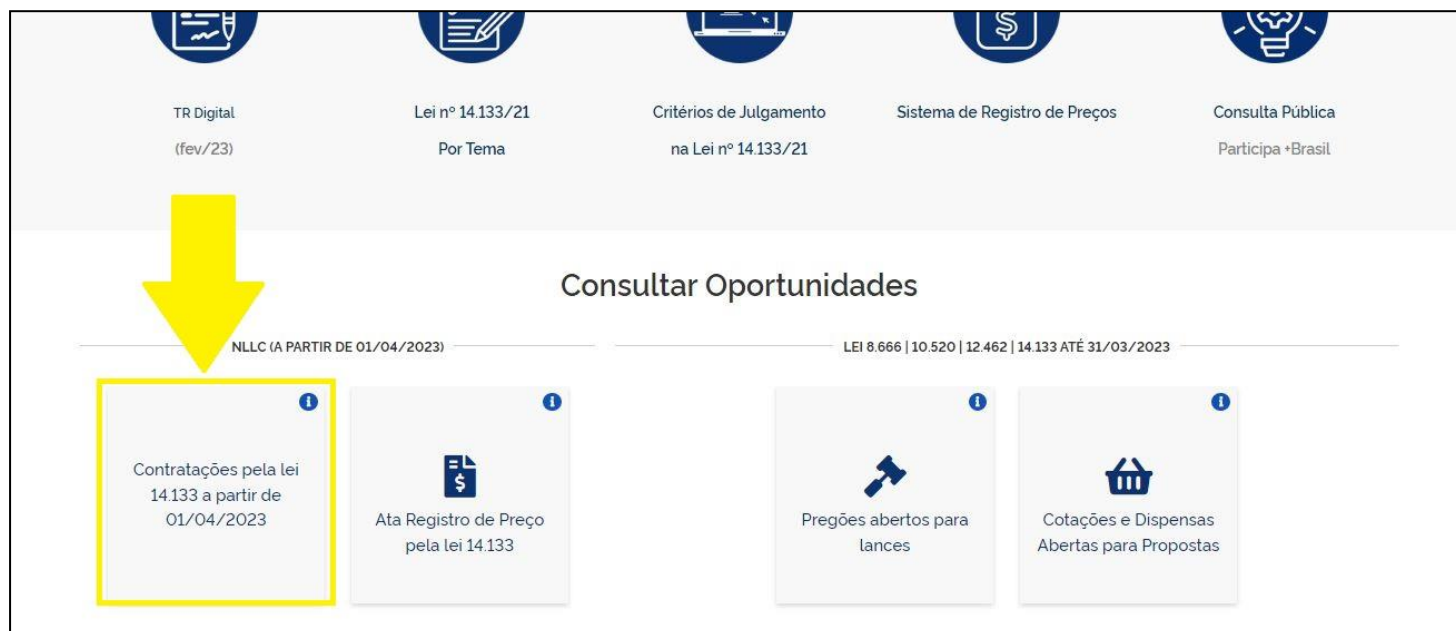 TR Digital
(fev/23)
Lei nº 14.133/21
Por Tema
Critérios de Julgamento
na Lei nº 14.133/21
Sistema de Registro de Preços
Consulta Pública
Participa +Brasil
Consultar Oportunidades
NLLC (A PARTIR DE 01/04/2023)
LEI 8.666 | 10.520 | 12.462 | 14.133 ATÉ 31/03/2023
Contratações pela lei
14.133 a partir de
01/04/2023
Ata Registro de Preço
pela lei 14.133
Pregões abertos para
lances
Cotações e Dispensas
Abertas para Propostas